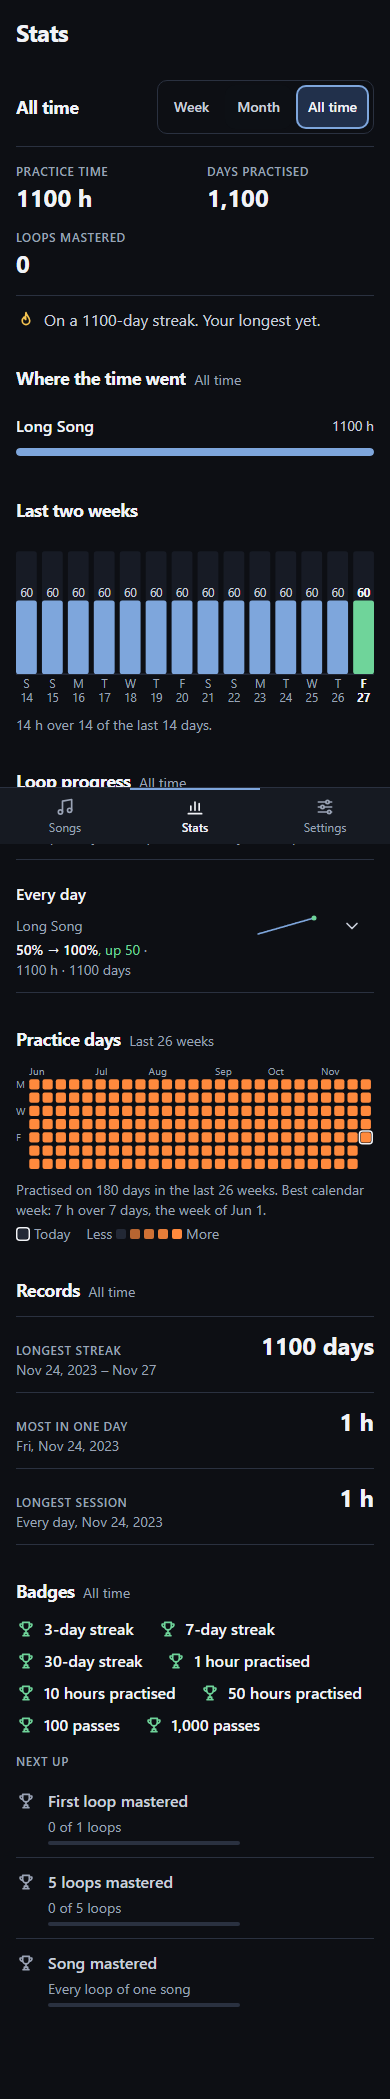 Stats
All time
Week Month All time
PRACTICE TIME DAYS PRACTISED
1100 h 1,100
LOOPS MASTERED
0
On a 1100-day streak. Your longest yet.
Where the time went All time
Long Song 1100 h
Last two weeks
60 60 60 60 60 60 60 60 60 60 60 60 60 60
S S M T W T F S S M T W T F
14 15 16 17 18 19 20 21 22 23 24 25 26 27
14 h over 14 of the last 14 days.
Loop progress All time
Songs Stats Settings
Every day
Long Song
50% → 100%, up 50 ·
1100 h · 1100 days
Practice days Last 26 weeks
Jun Jul Aug Sep Oct Nov
M
W
F
Practised on 180 days in the last 26 weeks. Best calendar
week: 7 h over 7 days, the week of Jun 1.
Today Less More
Records All time
LONGEST STREAK 1100 days
Nov 24, 2023 – Nov 27
MOST IN ONE DAY 1 h
Fri, Nov 24, 2023
LONGEST SESSION 1 h
Every day, Nov 24, 2023
Badges All time
3-day streak 7-day streak
30-day streak 1 hour practised
10 hours practised 50 hours practised
100 passes 1,000 passes
NEXT UP
First loop mastered
0 of 1 loops
5 loops mastered
0 of 5 loops
Song mastered
Every loop of one song